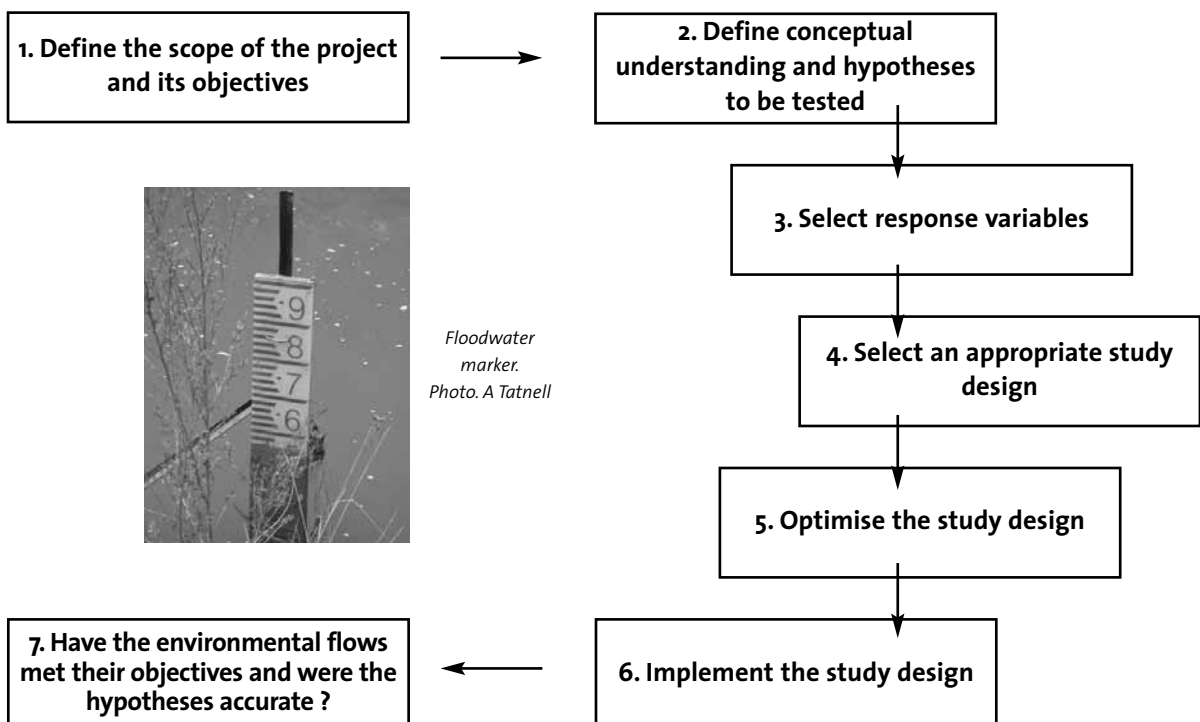 1. Define the scope of the project
and its objectives
2. Define conceptual
understanding and hypotheses
to be tested
3. Select response variables
9
8
7
6
Floodwater
marker.
Photo. A Tatnell
4. Select an appropriate study
design
5. Optimise the study design
7. Have the environmental flows
met their objectives and were the
hypotheses accurate ?
6. Implement the study design